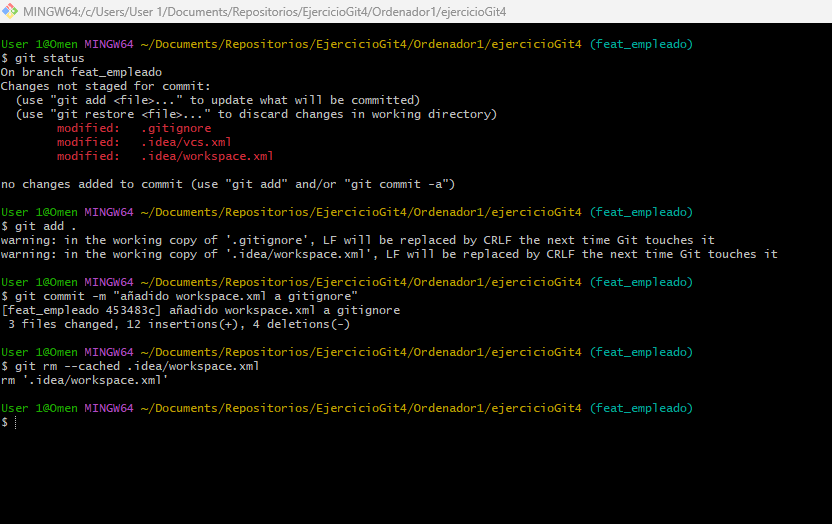 MINGW64:/c/Users/User 1/Documents/Repositorios/EjercicioGit4/Ordenador1/ejercicioGit4
User 1@Omen MINGW64 ~/Documents/Repositorios/EjercicioGit4/Ordenador1/ejercicioGit4 (feat_empleado)
$ git status
On branch feat_empleado
Changes not staged for commit:
  (use "git add <file>..." to update what will be committed)
  (use "git restore <file>..." to discard changes in working directory)
        modified:   .gitignore
        modified:   .idea/vcs.xml
        modified:   .idea/workspace.xml
no changes added to commit (use "git add" and/or "git commit -a")
User 1@Omen MINGW64 ~/Documents/Repositorios/EjercicioGit4/Ordenador1/ejercicioGit4 (feat_empleado)
$ git add .
warning: in the working copy of '.gitignore', LF will be replaced by CRLF the next time Git touches it
warning: in the working copy of '.idea/workspace.xml', LF will be replaced by CRLF the next time Git touches it
User 1@Omen MINGW64 ~/Documents/Repositorios/EjercicioGit4/Ordenador1/ejercicioGit4 (feat_empleado)
$ git commit -m "añadido workspace.xml a gitignore"
[feat_empleado 453483c] añadido workspace.xml a gitignore
 3 files changed, 12 insertions(+), 4 deletions(-)
User 1@Omen MINGW64 ~/Documents/Repositorios/EjercicioGit4/Ordenador1/ejercicioGit4 (feat_empleado)
$ git rm --cached .idea/workspace.xml
rm '.idea/workspace.xml'
User 1@Omen MINGW64 ~/Documents/Repositorios/EjercicioGit4/Ordenador1/ejercicioGit4 (feat_empleado)
$